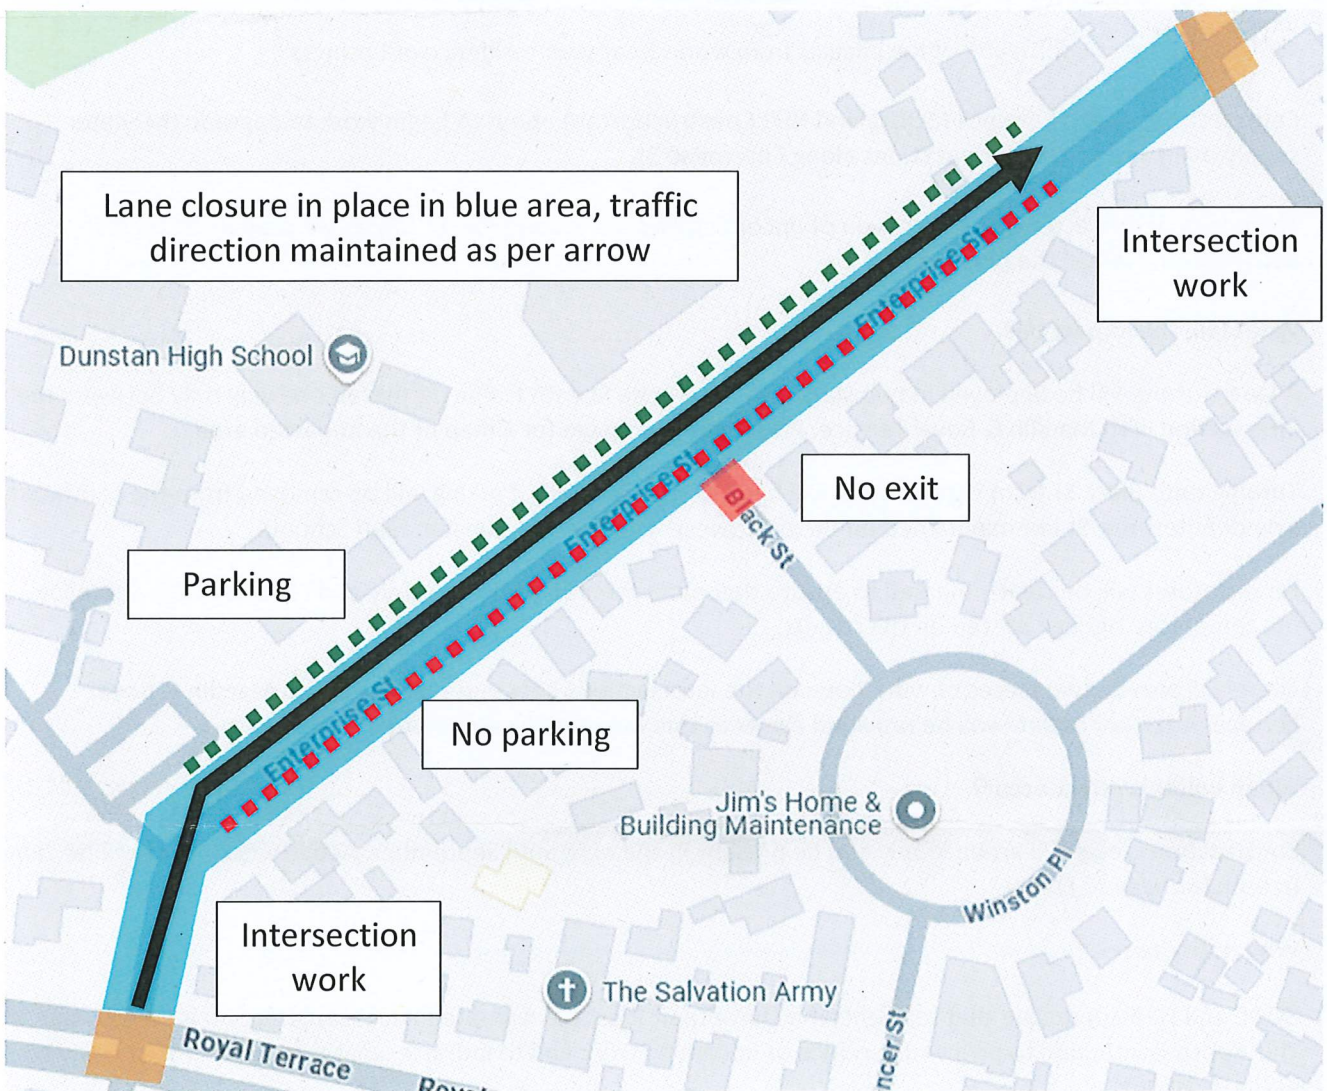 Lane closure in place in blue area, traffic
direction maintained as per arrow
Intersection
work
Enterprise St
Dunstan High School
Enterprise St
No exit
Black St
Parking
Enterprise St
No parking
Jim's Home &
Building Maintenance
Winston Pl
Intersection
work
The Salvation Army
Royal Terrace